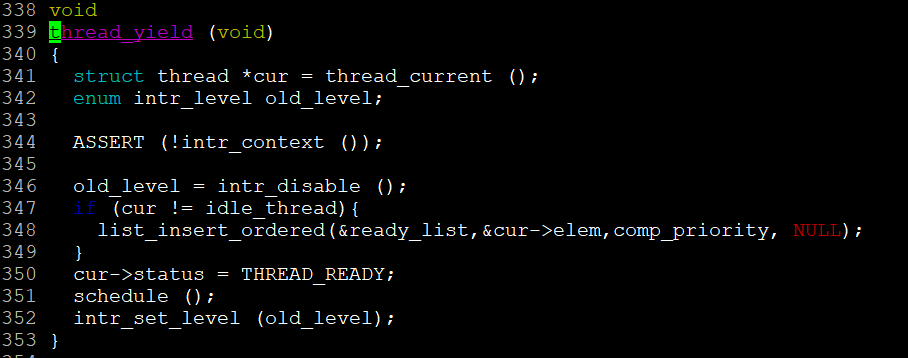 338 void
339 thread_yield (void)
340 {
341   struct thread *cur = thread_current ();
342   enum intr_level old_level;
343
344   ASSERT (!intr_context ());
345
346   old_level = intr_disable ();
347   if (cur != idle_thread){
348     list_insert_ordered(&ready_list,&cur->elem,comp_priority, NULL);
349   }
350   cur->status = THREAD_READY;
351   schedule ();
352   intr_set_level (old_level);
353 }